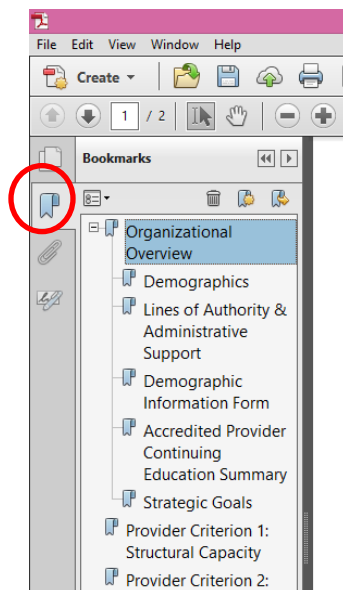 File Edit View Window Help
Create
1 / 2
Bookmarks
Organizational
Overview
Demographics
Lines of Authority &
Administrative
Support
Demographic
Information Form
Accredited Provider
Continuing
Education Summary
Strategic Goals
Provider Criterion 1:
Structural Capacity
Provider Criterion 2: